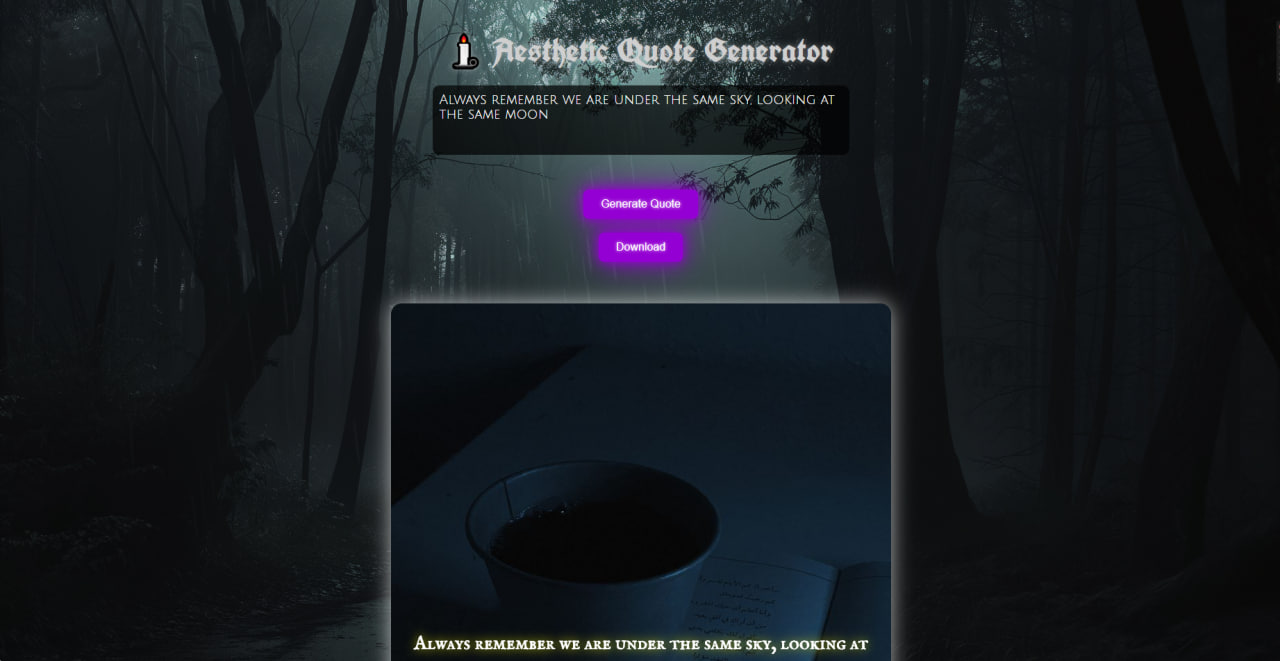 Aesthetic Quote Generator
Always remember we are under the same sky, looking at
the same moon
Generate Quote
Download
Always remember we are under the same sky, looking at